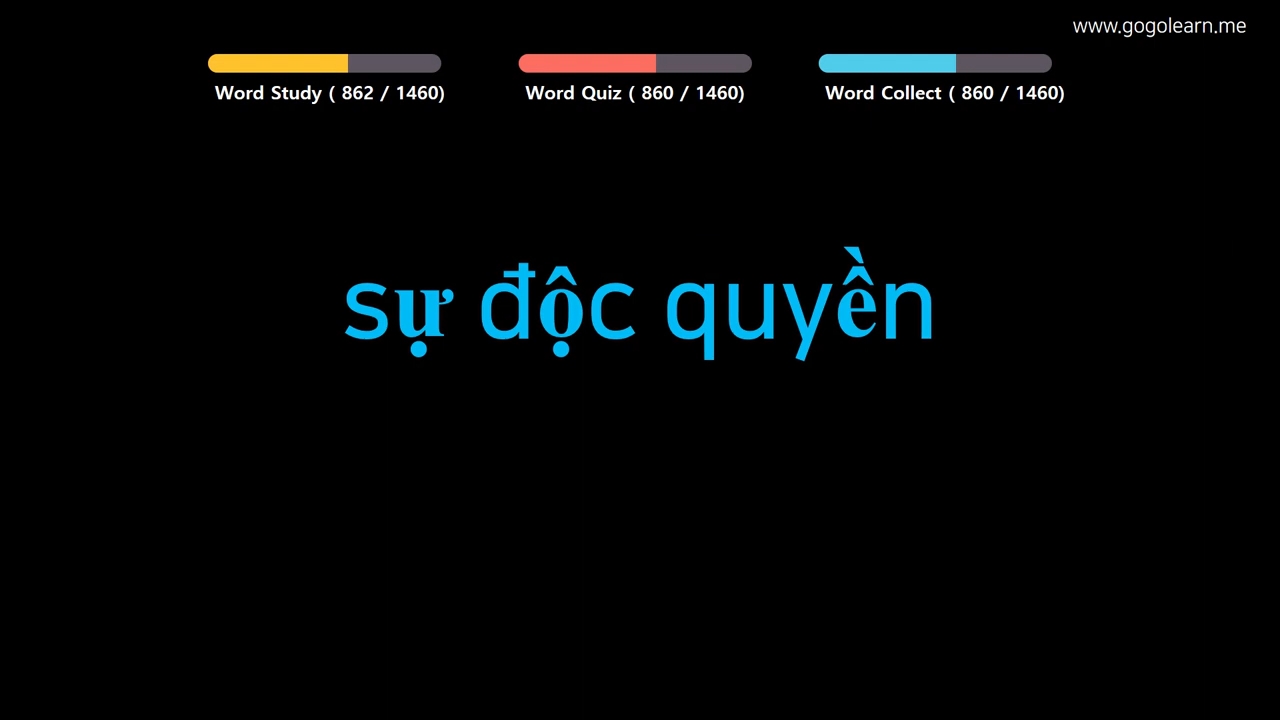 www.gogolearn.me
Word Study ( 862 / 1460)
Word Quiz ( 860 / 1460)
Word Collect ( 860 / 1460)
sự độc quyền